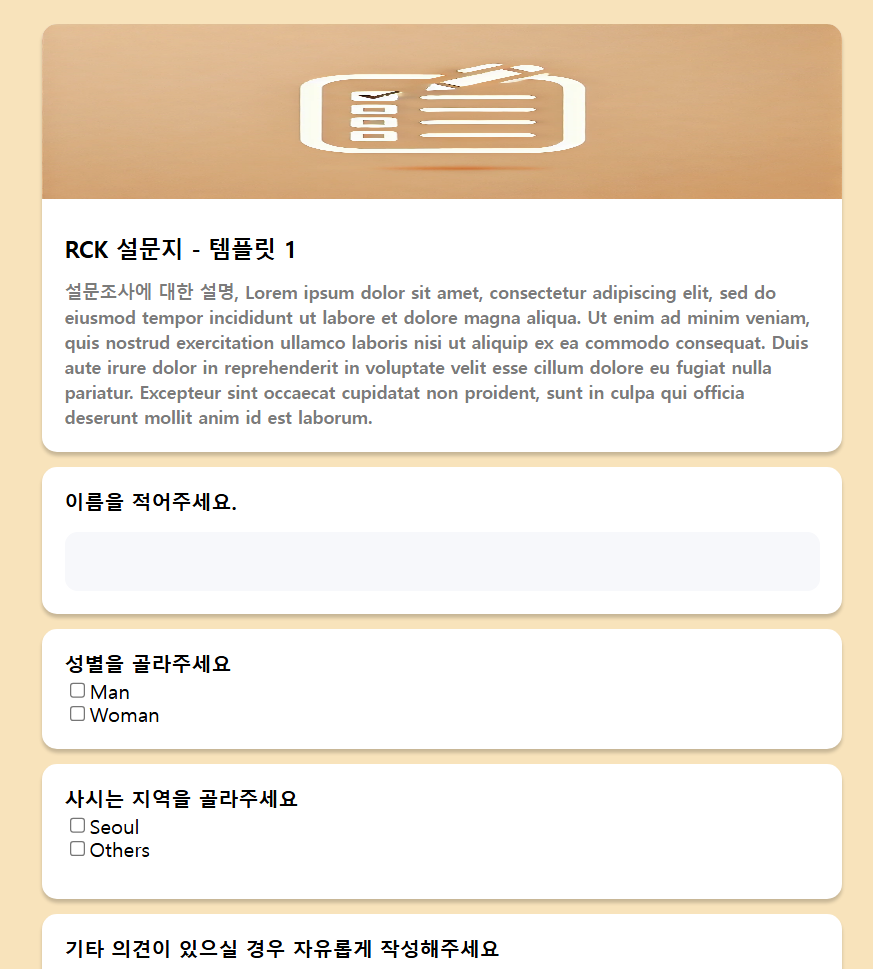 RCK 설문지 - 템플릿 1
설문조사에 대한 설명, Lorem ipsum dolor sit amet, consectetur adipiscing elit, sed do
eiusmod tempor incididunt ut labore et dolore magna aliqua. Ut enim ad minim veniam,
quis nostrud exercitation ullamco laboris nisi ut aliquip ex ea commodo consequat. Duis
aute irure dolor in reprehenderit in voluptate velit esse cillum dolore eu fugiat nulla
pariatur. Excepteur sint occaecat cupidatat non proident, sunt in culpa qui officia
deserunt mollit anim id est laborum.
이름을 적어주세요.
성별을 골라주세요
Man
Woman
사시는 지역을 골라주세요
Seoul
Others
기타 의견이 있으실 경우 자유롭게 작성해주세요